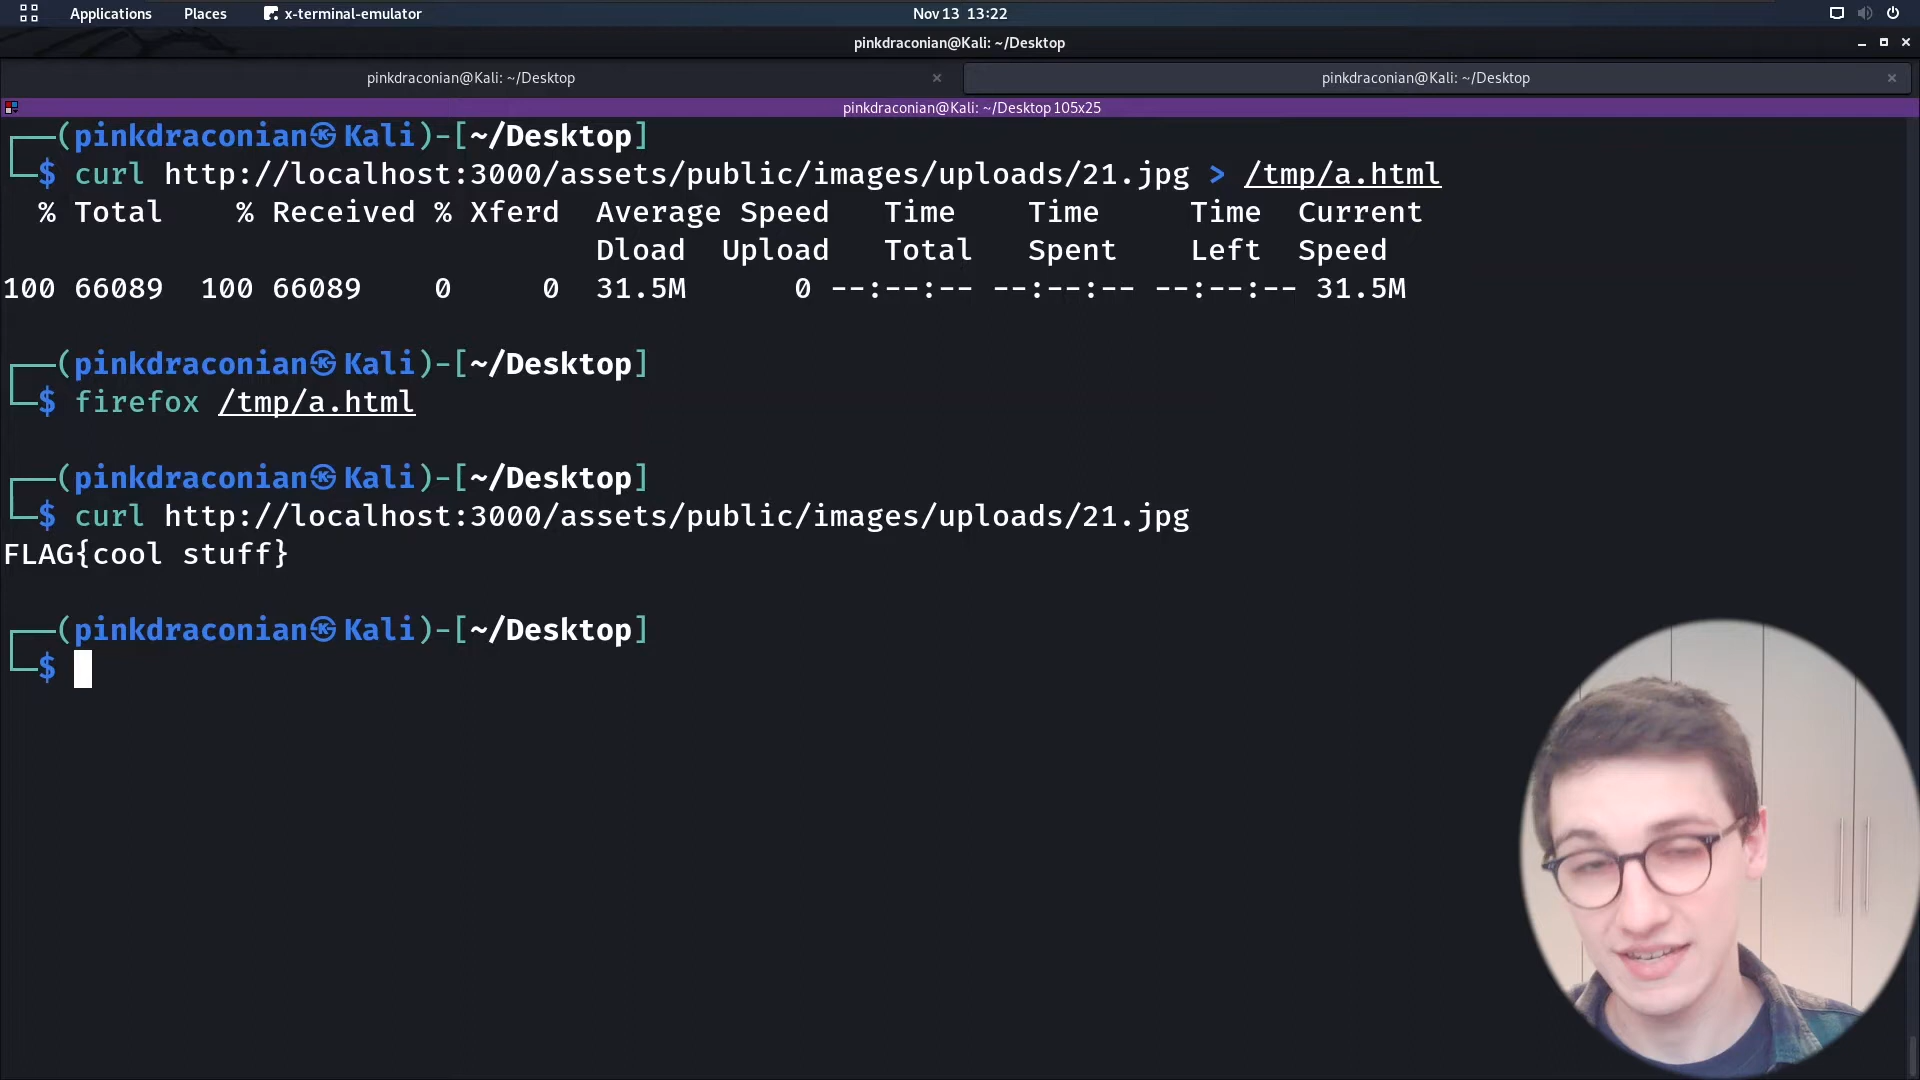 Applications Places x-terminal-emulator Nov 13 13:22
pinkdraconian@Kali: ~/Desktop
pinkdraconian@Kali: ~/Desktop × pinkdraconian@Kali: ~/Desktop ×
pinkdraconian@Kali: ~/Desktop 105x25
┌──(pinkdraconian㉿Kali)-[~/Desktop]
└─$ curl http://localhost:3000/assets/public/images/uploads/21.jpg > /tmp/a.html
% Total % Received % Xferd Average Speed Time Time Time Current
Dload Upload Total Spent Left Speed
100 66089 100 66089 0 0 31.5M 0 --:--:-- --:--:-- --:--:-- 31.5M
┌──(pinkdraconian㉿Kali)-[~/Desktop]
└─$ firefox /tmp/a.html
┌──(pinkdraconian㉿Kali)-[~/Desktop]
└─$ curl http://localhost:3000/assets/public/images/uploads/21.jpg
FLAG{cool stuff}
┌──(pinkdraconian㉿Kali)-[~/Desktop]
└─$